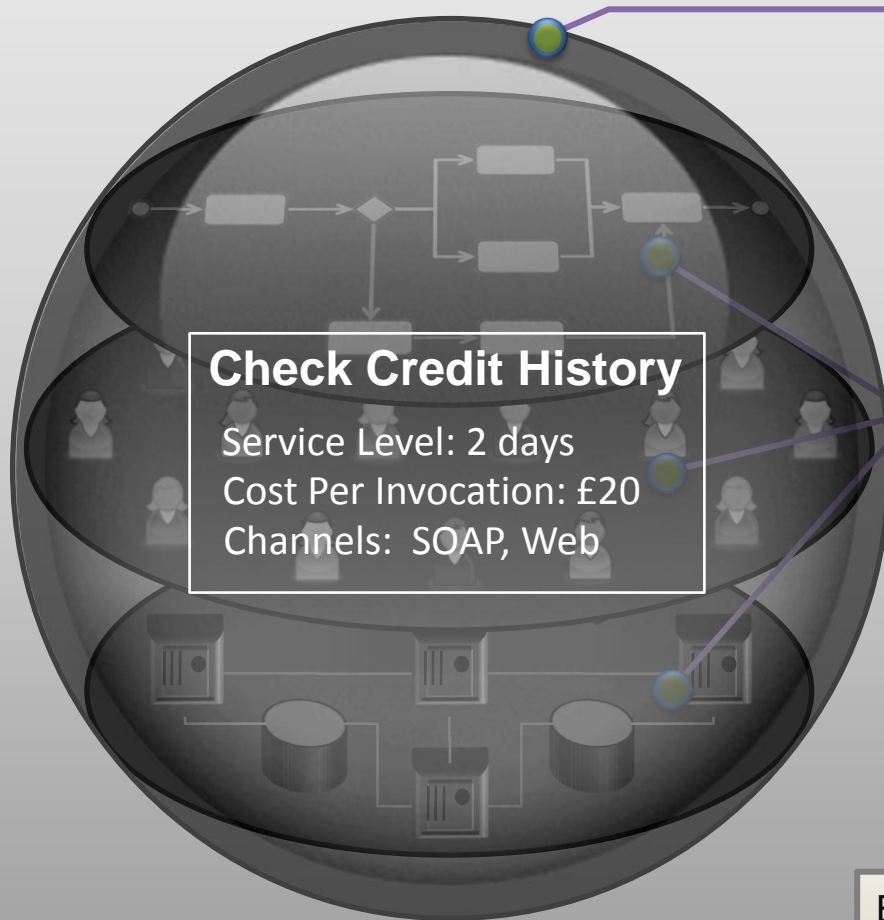 Check Credit History
Service Level: 2 days
Cost Per Invocation: £20
Channels: SOAP, Web